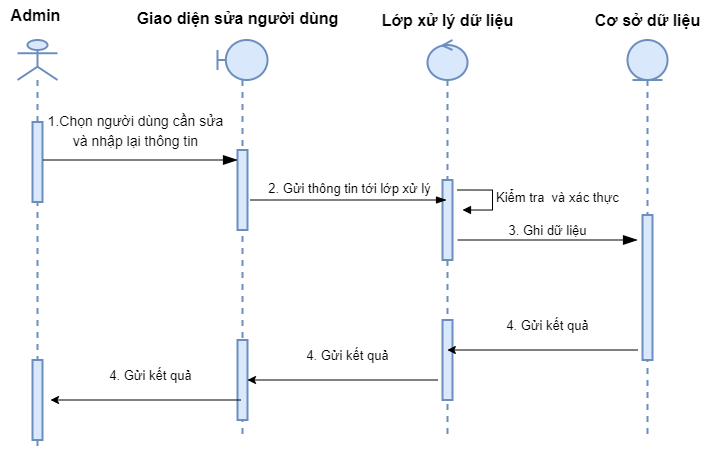 Admin
Giao diện sửa người dùng
Lớp xử lý dữ liệu
Cơ sở dữ liệu
1.Chọn người dùng cần sửa
và nhập lại thông tin
2. Gửi thông tin tới lớp xử lý
Kiểm tra và xác thực
3. Ghi dữ liệu
4. Gửi kết quả
4. Gửi kết quả
4. Gửi kết quả